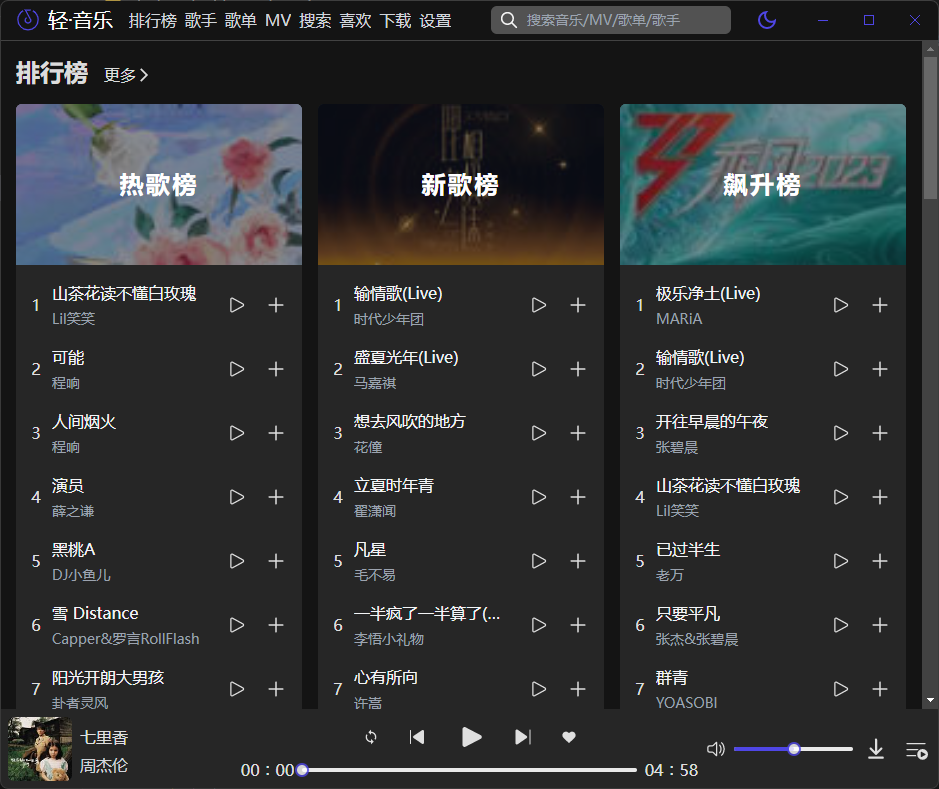 轻·音乐 排行榜 歌手 歌单 MV 搜索 喜欢 下载 设置 搜索音乐/MV/歌单/歌手
排行榜 更多
热歌榜
1 山茶花读不懂白玫瑰
Lil笑笑
2 可能
程响
3 人间烟火
程响
4 演员
薛之谦
5 黑桃A
DJ小鱼儿
6 雪 Distance
Capper&罗言RollFlash
7 阳光开朗大男孩
卦者灵风
新歌榜
1 输情歌(Live)
时代少年团
2 盛夏光年(Live)
马嘉祺
3 想去风吹的地方
花僮
4 立夏时年青
翟潇闻
5 凡星
毛不易
6 一半疯了一半算了(...
李悟小礼物
7 心有所向
许嵩
乘风2023
飙升榜
1 极乐净土(Live)
MARiA
2 输情歌(Live)
时代少年团
3 开往早晨的午夜
张碧晨
4 山茶花读不懂白玫瑰
Lil笑笑
5 已过半生
老万
6 只要平凡
张杰&张碧晨
7 群青
YOASOBI
七里香
周杰伦
00：00
04：58